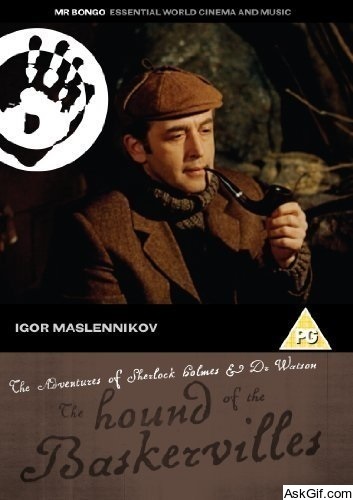 MR BONGO ESSENTIAL WORLD CINEMA AND MUSIC
IGOR MASLENNIKOV
PG
The Adventures of Sherlock Holmes & Dr Watson
The hound of the
Baskervilles
AskGif.com